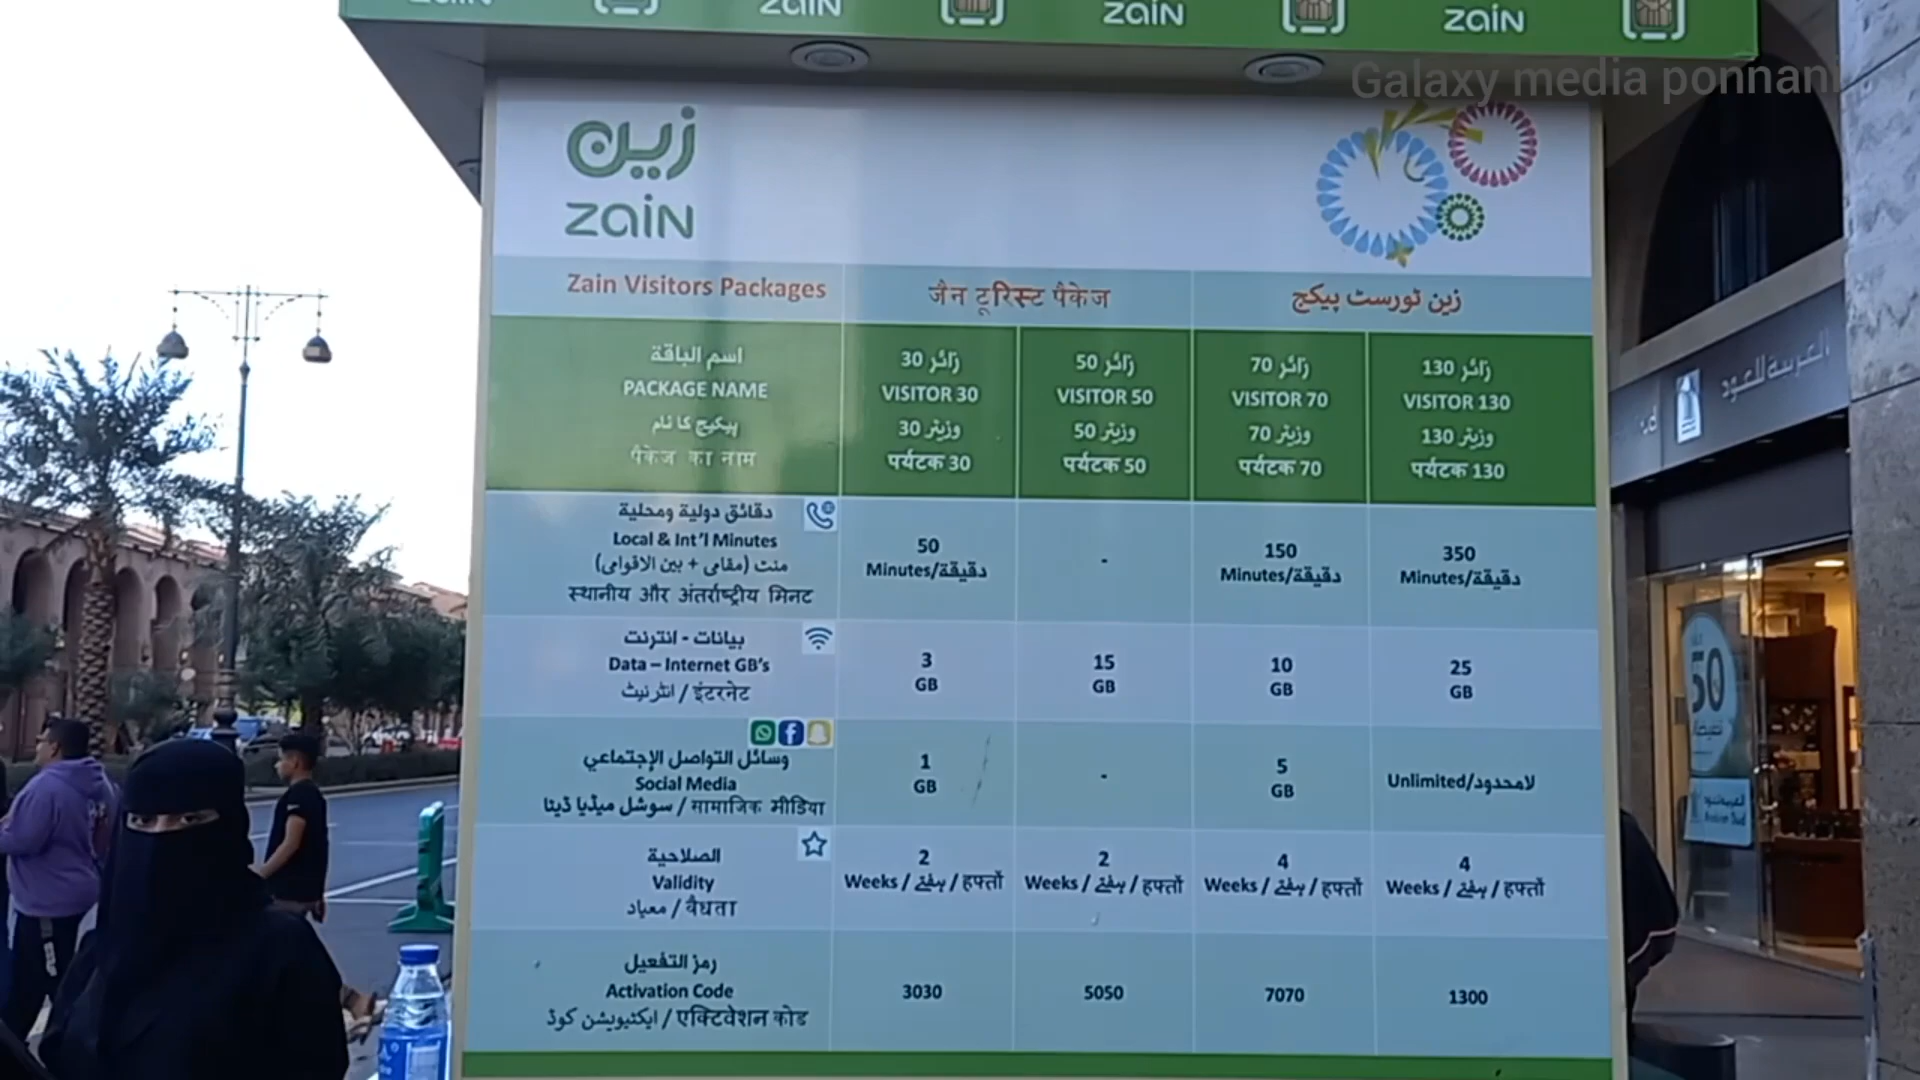 zain zain zain zain
Galaxy media ponnani
زين
zain
Zain Visitors Packages जैन टूरिस्ट पैकेज زین ٹورسٹ پیکج
اسم الباقة
PACKAGE NAME
پیکیج کا نام
पैकेज का नाम
زائر 30
VISITOR 30
وزیٹر 30
पर्यटक 30
زائر 50
VISITOR 50
وزیٹر 50
पर्यटक 50
زائر 70
VISITOR 70
وزیٹر 70
पर्यटक 70
زائر 130
VISITOR 130
وزیٹر 130
पर्यटक 130
دقائق دولية ومحلية
Local & Int'l Minutes
منٹ (مقامی + بین الاقوامی)
स्थानीय और अंतर्राष्ट्रीय मिनट
50
Minutes/دقيقة
-
150
Minutes/دقيقة
350
Minutes/دقيقة
بيانات - انترنت
Data – Internet GB's
انٹرنیٹ / इंटरनेट
3
GB
15
GB
10
GB
25
GB
وسائل التواصل الإجتماعي
Social Media
سوشل میڈیا ڈیٹا / सामाजिक मीडिया
1
GB
-
5
GB
Unlimited/لامحدود
الصلاحية
Validity
معیاد / वैधता
2
Weeks / ہفتے / हफ्तों
2
Weeks / ہفتے / हफ्तों
4
Weeks / ہفتے / हफ्तों
4
Weeks / ہفتے / हफ्तों
رمز التفعيل
Activation Code
ایکٹیویشن کوڈ / एक्टिवेशन कोड
3030
5050
7070
1300
العربية للعود
50